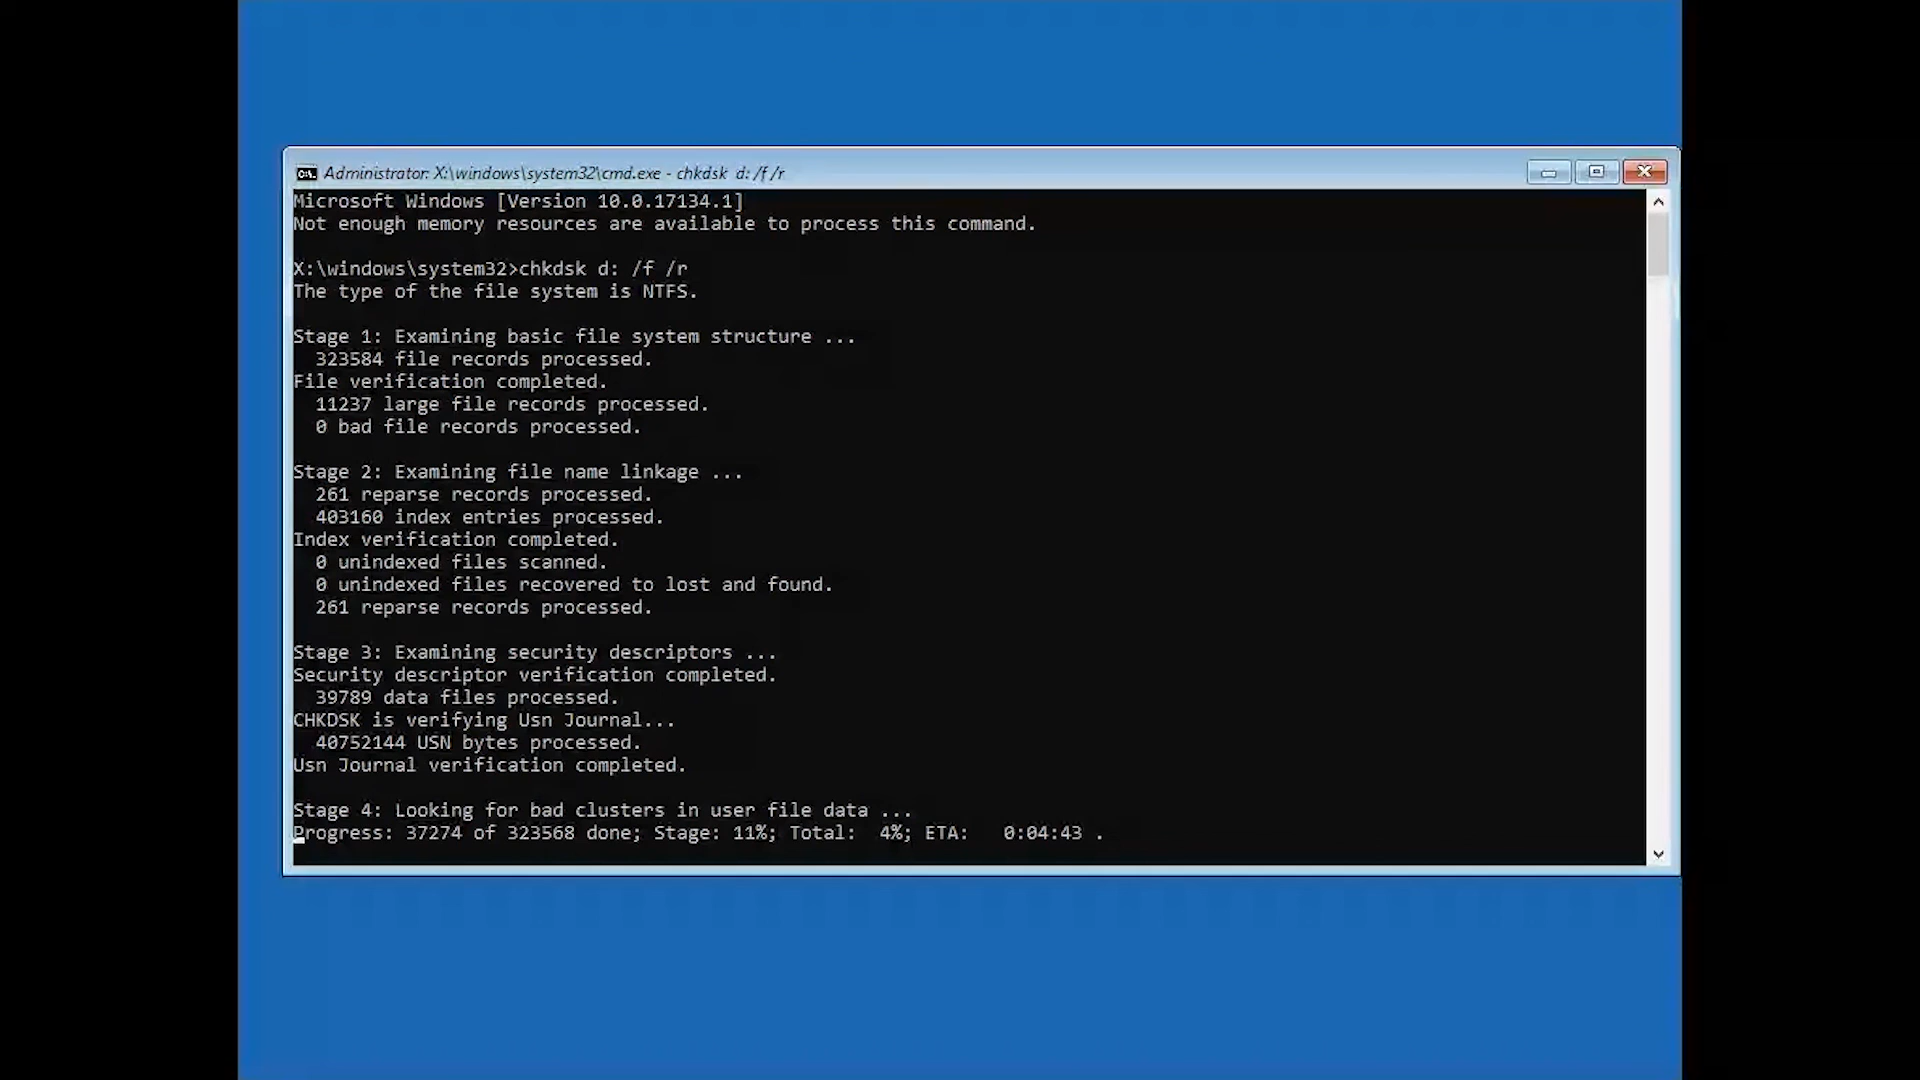 Administrator: X:\windows\system32\cmd.exe - chkdsk  d: /f /r
Microsoft Windows [Version 10.0.17134.1]
Not enough memory resources are available to process this command.
X:\windows\system32>chkdsk d: /f /r
The type of the file system is NTFS.
Stage 1: Examining basic file system structure ...
323584 file records processed.
File verification completed.
11237 large file records processed.
0 bad file records processed.
Stage 2: Examining file name linkage ...
261 reparse records processed.
403160 index entries processed.
Index verification completed.
0 unindexed files scanned.
0 unindexed files recovered to lost and found.
261 reparse records processed.
Stage 3: Examining security descriptors ...
Security descriptor verification completed.
39789 data files processed.
CHKDSK is verifying Usn Journal...
40752144 USN bytes processed.
Usn Journal verification completed.
Stage 4: Looking for bad clusters in user file data ...
Progress: 37274 of 323568 done; Stage: 11%; Total:  4%; ETA:   0:04:43 .